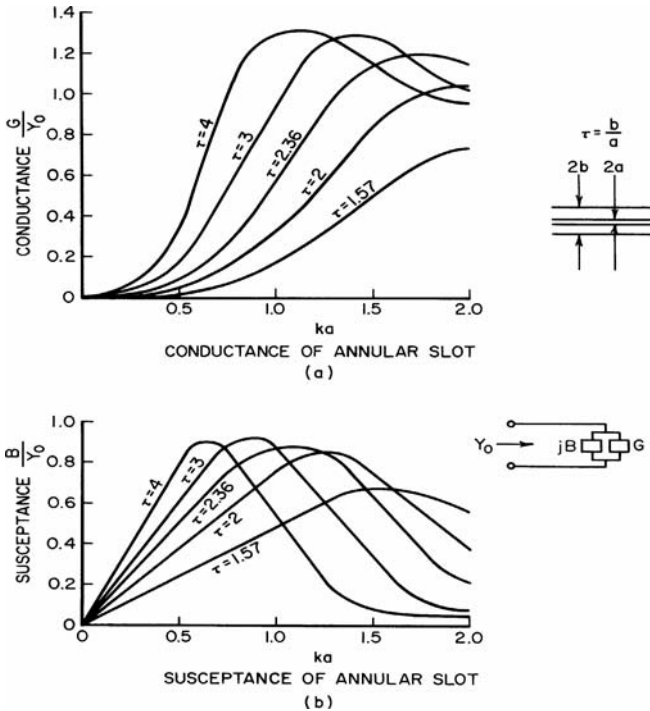 1.4
1.2
1.0
0.8
0.6
0.4
0.2
0
CONDUCTANCE G/Y₀
τ=4
τ=3
τ=2.36
τ=2
τ=1.57
0.5
1.0
1.5
2.0
ka
CONDUCTANCE OF ANNULAR SLOT
(a)
τ = b/a
2b 2a
1.0
0.8
0.6
0.4
0.2
0
SUSCEPTANCE B/Y₀
τ=4
τ=3
τ=2.36
τ=2
τ=1.57
0
0.5
1.0
1.5
2.0
ka
SUSCEPTANCE OF ANNULAR SLOT
(b)
Y₀
jB
G